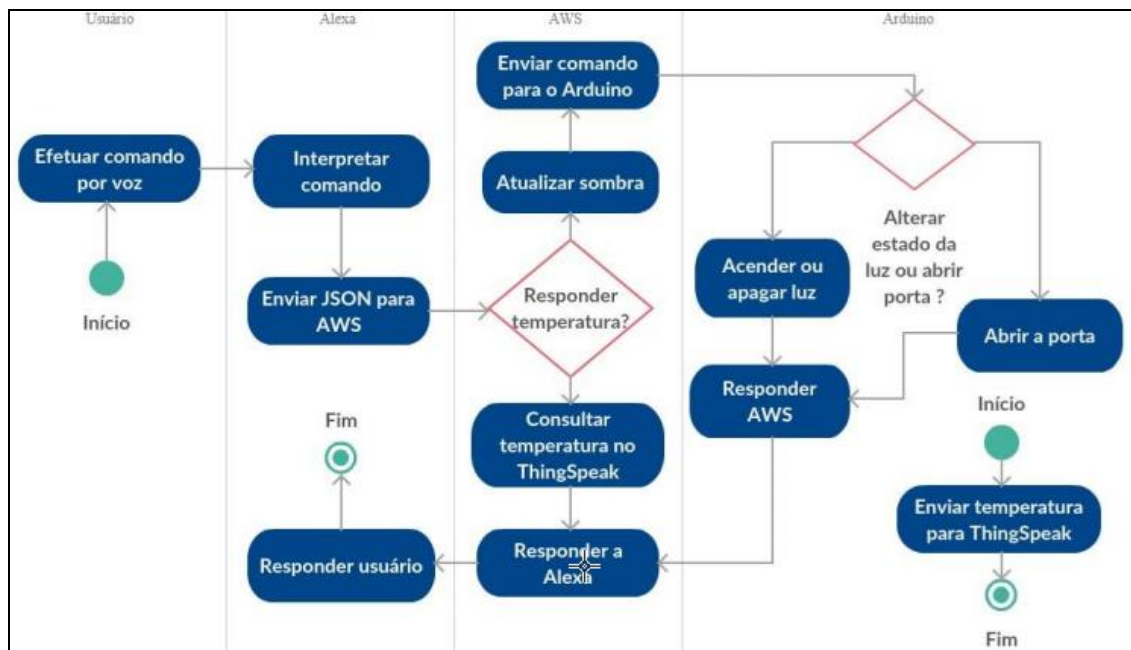 Usuário
Alexa
AWS
Arduino
Efetuar comando
por voz
Início
Interpretar
comando
Enviar JSON para
AWS
Responder
temperatura?
Atualizar sombra
Enviar comando
para o Arduino
Alterar
estado da
luz ou abrir
porta ?
Acender ou
apagar luz
Abrir a porta
Responder
AWS
Consultar
temperatura no
ThingSpeak
Responder a
Alexa
Responder usuário
Fim
Início
Enviar temperatura
para ThingSpeak
Fim